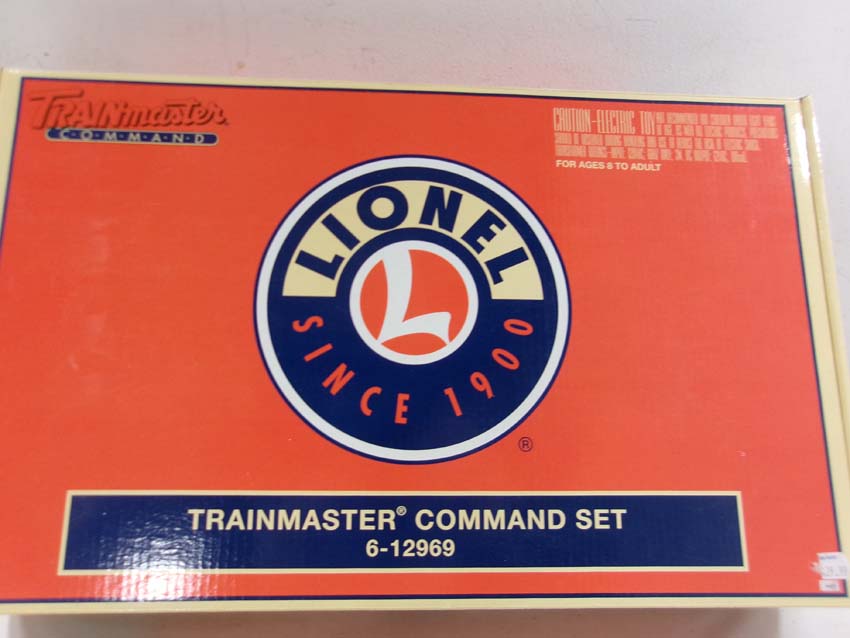 TRAINmaster
COMMAND
CAUTION-ELECTRIC TOY
FOR AGES 8 TO ADULT
LIONEL
L
SINCE 1900
®
TRAINMASTER® COMMAND SET
6-12969